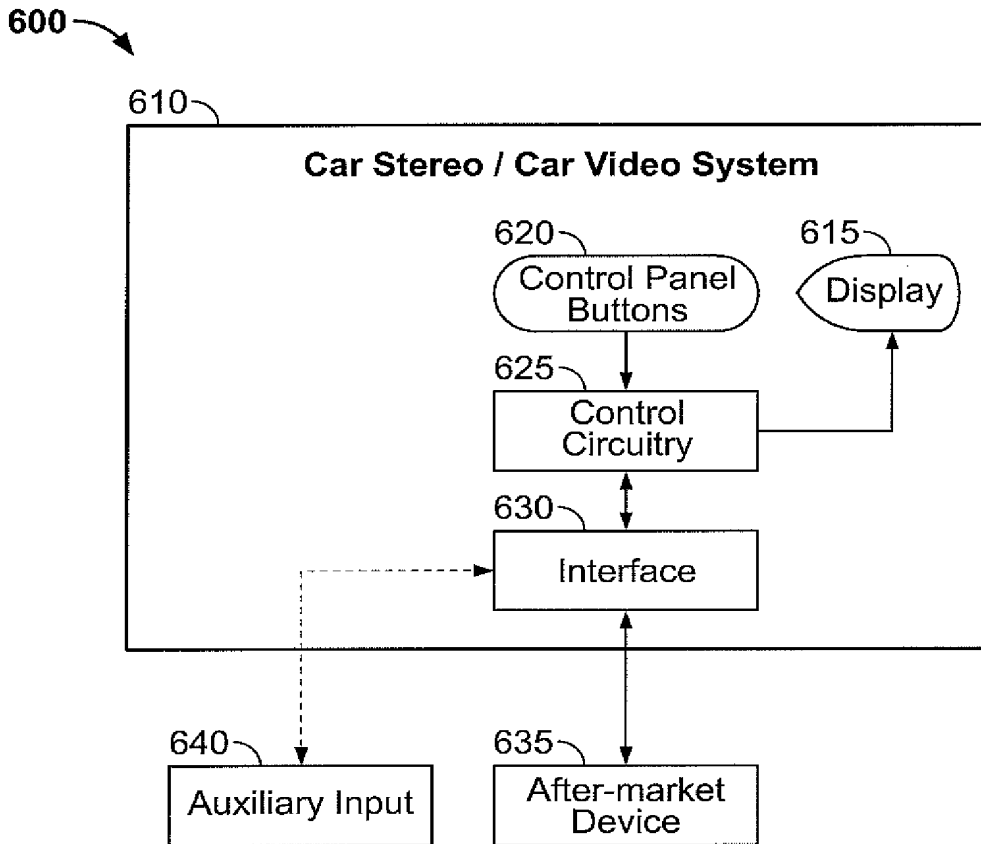 600
610
Car Stereo / Car Video System
620
615
Control Panel
Buttons
Display
625
Control
Circuitry
630
Interface
640
635
Auxiliary Input
After-market
Device